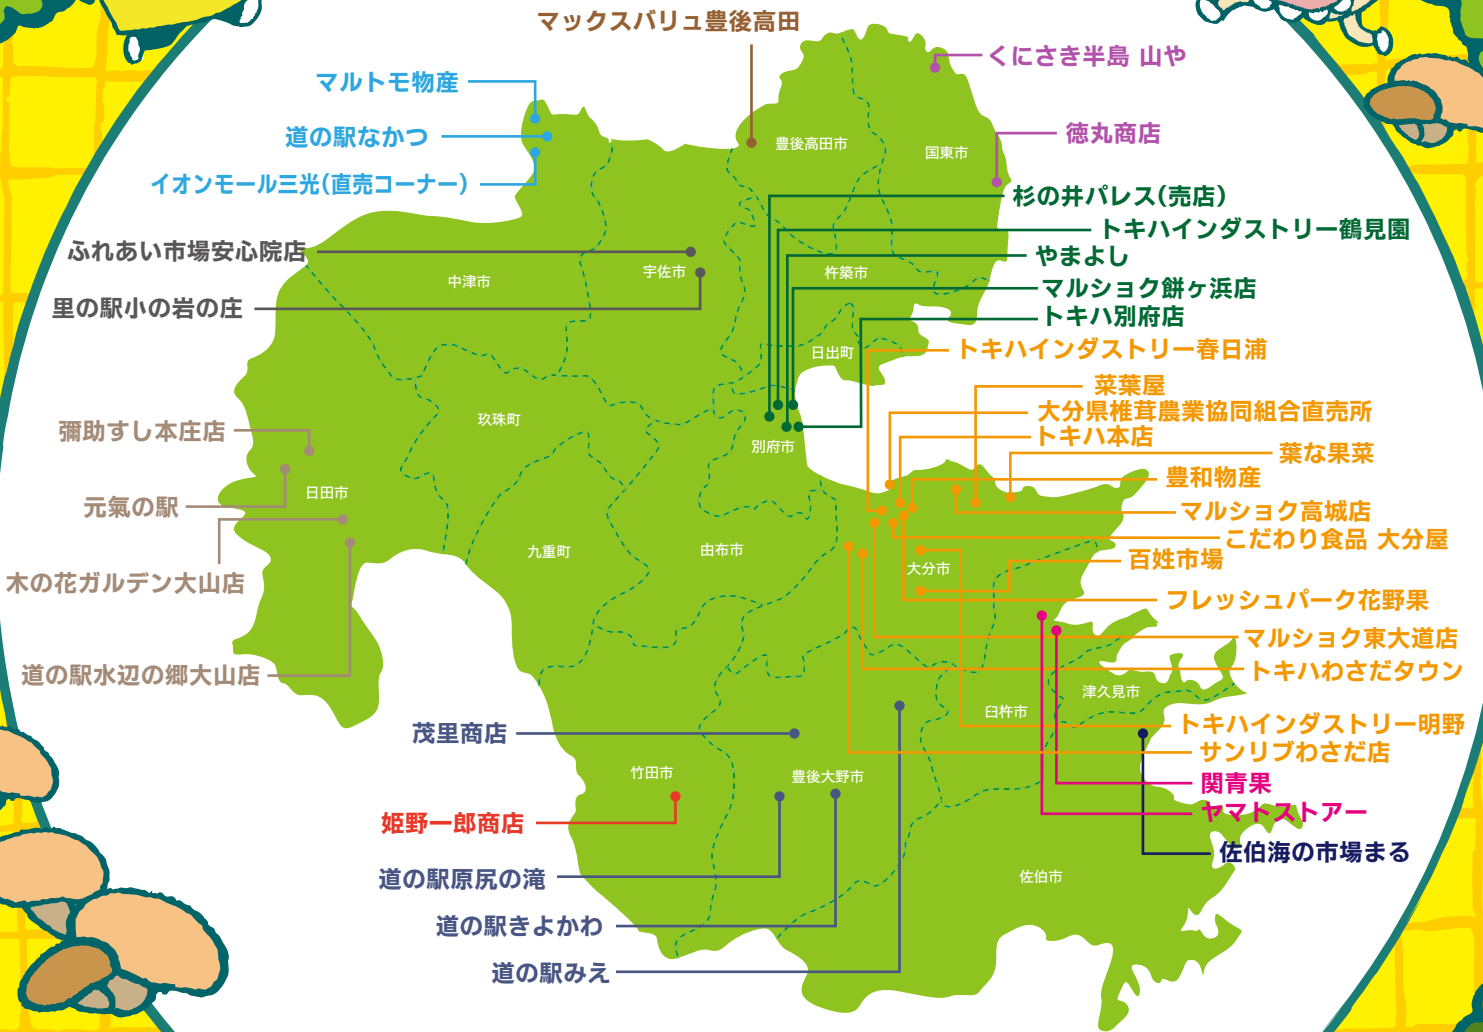 マックスバリュ豊後高田
くにさき半島 山や
マルトモ物産
道の駅なかつ
徳丸商店
豊後高田市
国東市
イオンモール三光(直売コーナー)
杉の井パレス(売店)
トキハインダストリー鶴見園
ふれあい市場安心院店
やまよし
中津市
宇佐市
杵築市
マルショク餅ヶ浜店
里の駅小の岩の庄
トキハ別府店
トキハインダストリー春日浦
日出町
菜葉屋
大分県椎茸農業協同組合直売所
玖珠町
彌助すし本庄店
トキハ本店
別府市
葉な果菜
豊和物産
日田市
元氣の駅
マルショク高城店
こだわり食品 大分屋
九重町
由布市
百姓市場
大分市
木の花ガルデン大山店
フレッシュパーク花野果
マルショク東大道店
道の駅水辺の郷大山店
トキハわさだタウン
津久見市
臼杵市
茂里商店
トキハインダストリー明野
サンリブわさだ店
竹田市
豊後大野市
関青果
ヤマトストアー
姫野一郎商店
佐伯海の市場まる
道の駅原尻の滝
佐伯市
道の駅きよかわ
道の駅みえ